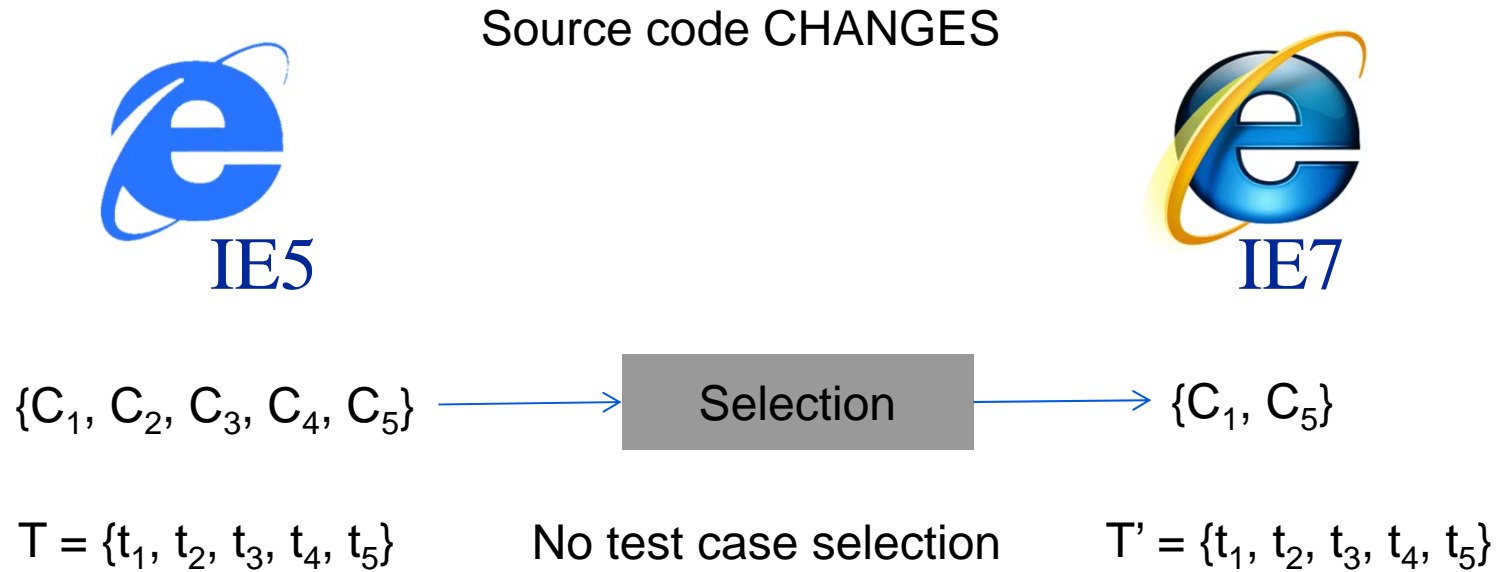 Source code CHANGES
IE5
IE7
{C₁, C₂, C₃, C₄, C₅}
Selection
{C₁, C₅}
T = {t₁, t₂, t₃, t₄, t₅}
No test case selection
T’ = {t₁, t₂, t₃, t₄, t₅}